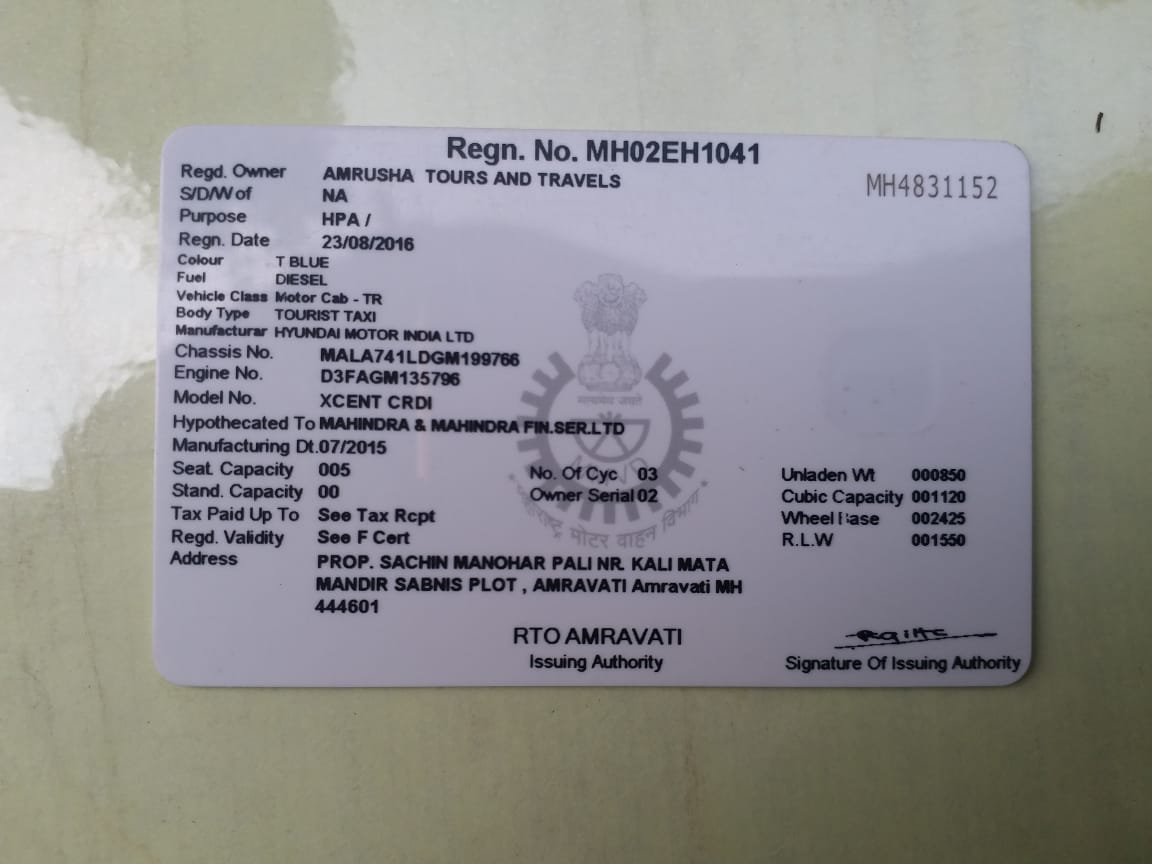 Regn. No. MH02EH1041
MH4831152
Regd. Owner AMRUSHA TOURS AND TRAVELS
S/D/W of NA
Purpose HPA /
Regn. Date 23/08/2016
Colour T BLUE
Fuel DIESEL
Vehicle Class Motor Cab - TR
Body Type TOURIST TAXI
Manufacturar HYUNDAI MOTOR INDIA LTD
Chassis No. MALA741LDGM199766
Engine No. D3FAGM135796
Model No. XCENT CRDI
सत्यमेव जयते
Hypothecated To MAHINDRA & MAHINDRA FIN.SER.LTD
Manufacturing Dt.07/2015
Seat. Capacity 005 No. Of Cyc 03 Unladen Wt 000850
Stand. Capacity 00 Owner Serial 02 Cubic Capacity 001120
Tax Paid Up To See Tax Rcpt Wheel Base 002425
Regd. Validity See F Cert R.L.W 001550
महाराष्ट्र मोटर वाहन विभाग
Address PROP. SACHIN MANOHAR PALI NR. KALI MATA
MANDIR SABNIS PLOT , AMRAVATI Amravati MH
444601
RTO AMRAVATI
Issuing Authority Signature Of Issuing Authority